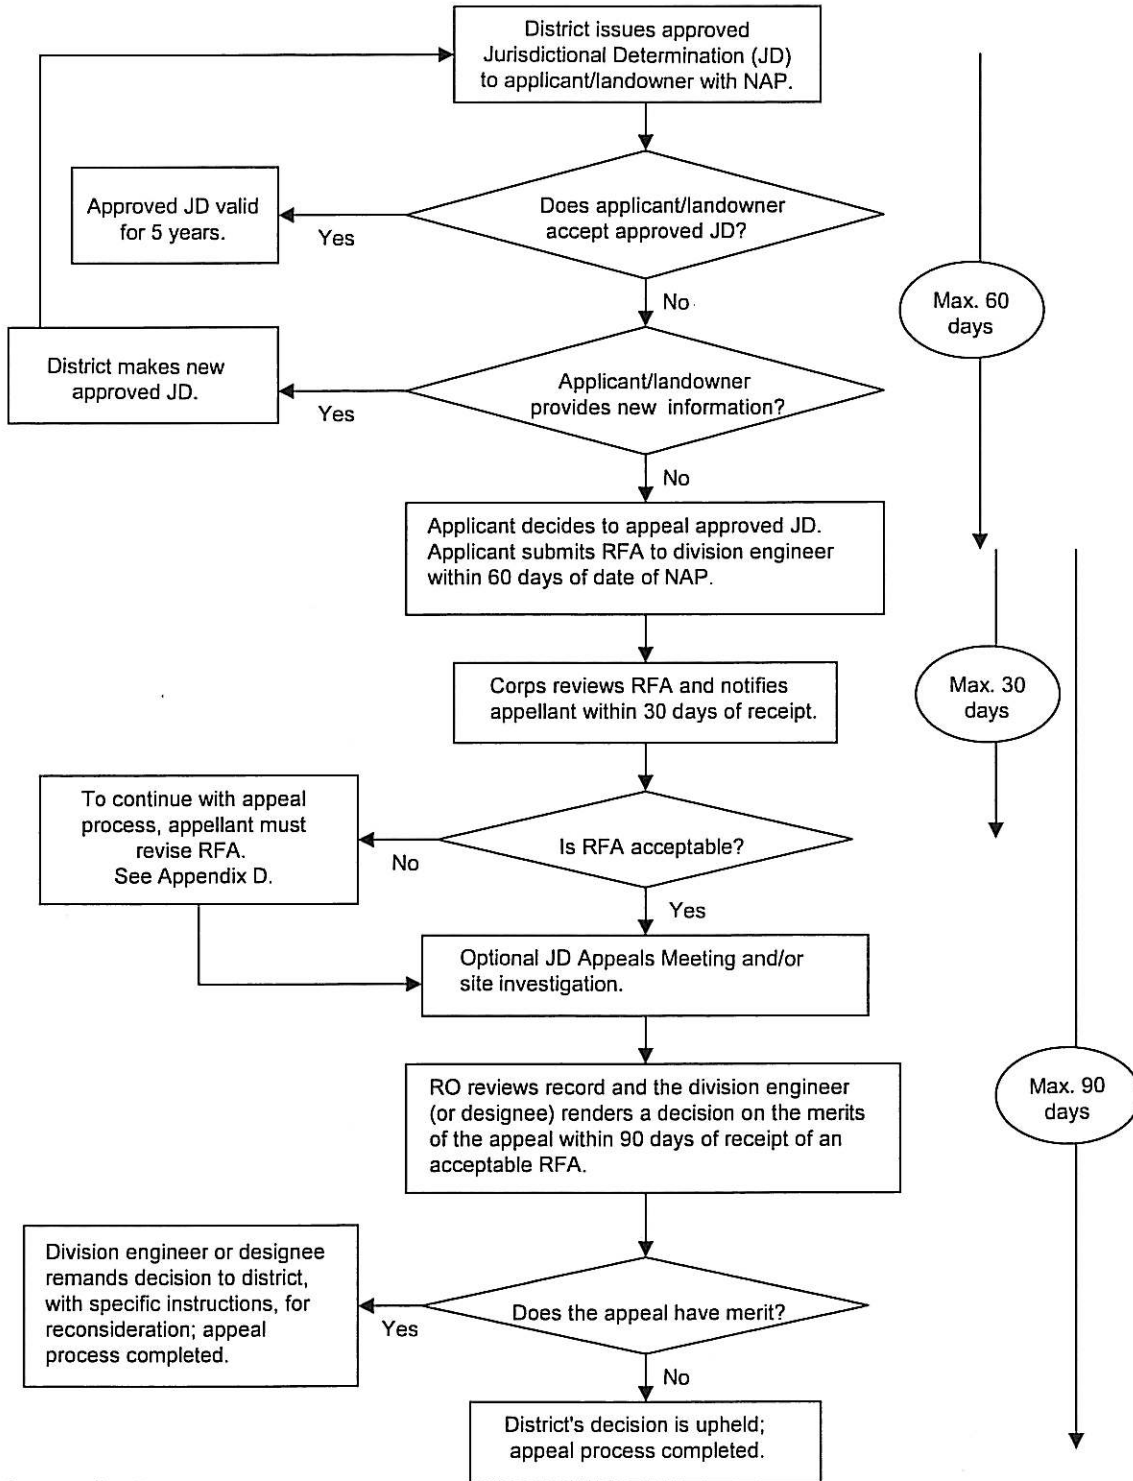 District issues approved
Jurisdictional Determination (JD)
to applicant/landowner with NAP.
Approved JD valid
for 5 years.
Yes
Does applicant/landowner
accept approved JD?
No
Max. 60
days
District makes new
approved JD.
Yes
Applicant/landowner
provides new information?
No
Applicant decides to appeal approved JD.
Applicant submits RFA to division engineer
within 60 days of date of NAP.
Corps reviews RFA and notifies
appellant within 30 days of receipt.
Max. 30
days
To continue with appeal
process, appellant must
revise RFA.
See Appendix D.
No
Is RFA acceptable?
Yes
Optional JD Appeals Meeting and/or
site investigation.
RO reviews record and the division engineer
(or designee) renders a decision on the merits
of the appeal within 90 days of receipt of an
acceptable RFA.
Max. 90
days
Division engineer or designee
remands decision to district,
with specific instructions, for
reconsideration; appeal
process completed.
Yes
Does the appeal have merit?
No
District's decision is upheld;
appeal process completed.